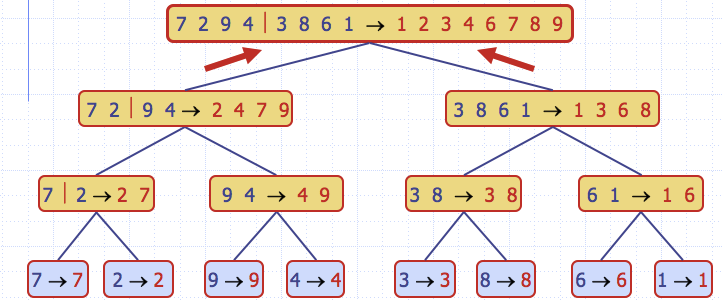 7 2 9 4 | 3 8 6 1 → 1 2 3 4 6 7 8 9
7 2 | 9 4 → 2 4 7 9
3 8 6 1 → 1 3 6 8
7 | 2 → 2 7
9 4 → 4 9
3 8 → 3 8
6 1 → 1 6
7 → 7
2 → 2
9 → 9
4 → 4
3 → 3
8 → 8
6 → 6
1 → 1